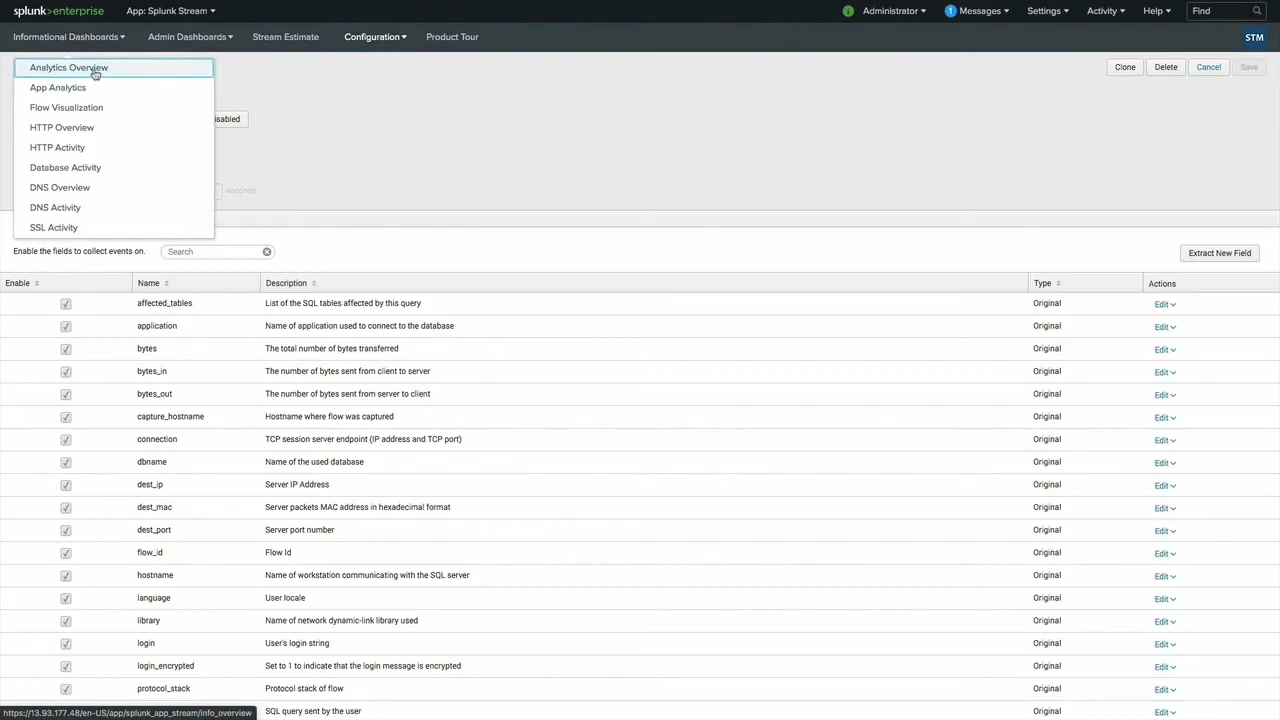 splunk>enterprise App: Splunk Stream Administrator 1 Messages Settings Activity Help Find
Informational Dashboards Admin Dashboards Stream Estimate Configuration Product Tour STM
Analytics Overview Clone Delete Cancel Save
App Analytics
Flow Visualization
isabled
HTTP Overview
HTTP Activity
Database Activity
DNS Overview
seconds
DNS Activity
SSL Activity
Enable the fields to collect events on. Search Extract New Field
Enable Name Description Type Actions
affected_tables List of the SQL tables affected by this query Original Edit
application Name of application used to connect to the database Original Edit
bytes The total number of bytes transferred Original Edit
bytes_in The number of bytes sent from client to server Original Edit
bytes_out The number of bytes sent from server to client Original Edit
capture_hostname Hostname where flow was captured Original Edit
connection TCP session server endpoint (IP address and TCP port) Original Edit
dbname Name of the used database Original Edit
dest_ip Server IP Address Original Edit
dest_mac Server packets MAC address in hexadecimal format Original Edit
dest_port Server port number Original Edit
flow_id Flow Id Original Edit
hostname Name of workstation communicating with the SQL server Original Edit
language User locale Original Edit
library Name of network dynamic-link library used Original Edit
login User's login string Original Edit
login_encrypted Set to 1 to indicate that the login message is encrypted Original Edit
protocol_stack Protocol stack of flow Original Edit
https://13.93.177.48/en-US/app/splunk_app_stream/info_overview SQL query sent by the user Original Edit